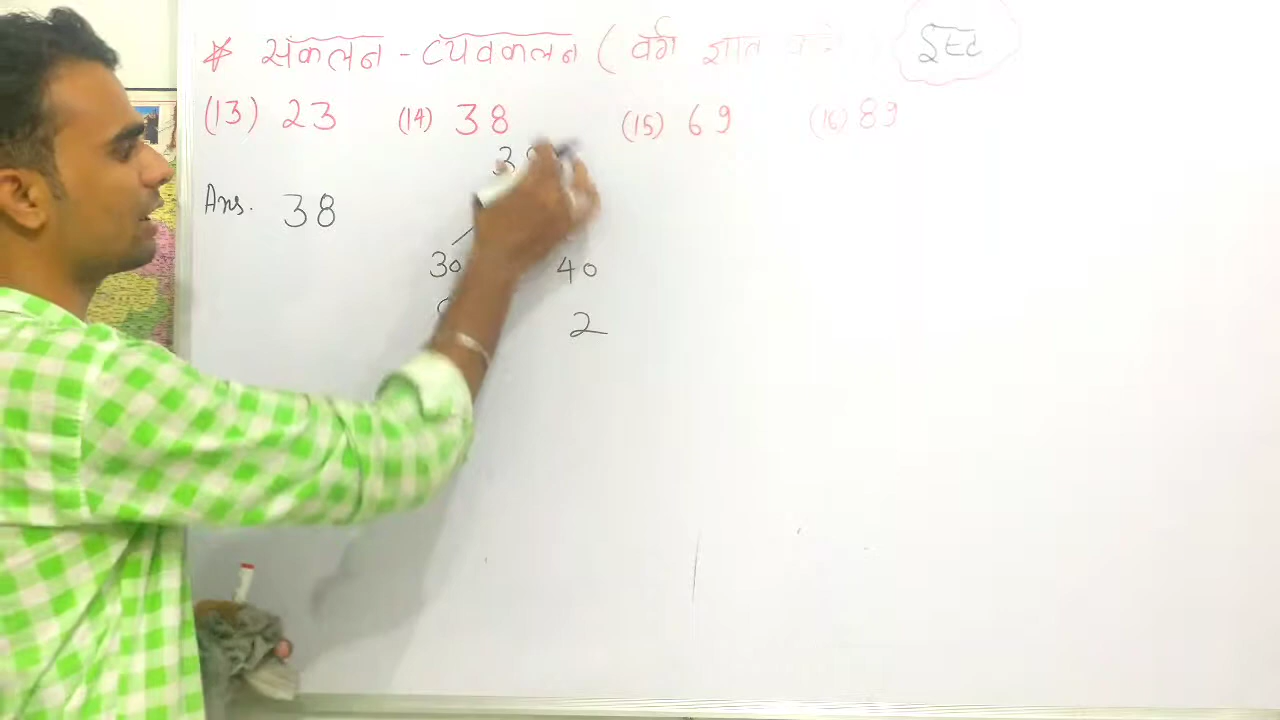 * संकलन - व्यवकलन ( वर्ग ज्ञात
(13) 23 (14) 38 (15) 69 (16) 89
Ans. 38
30 40
2